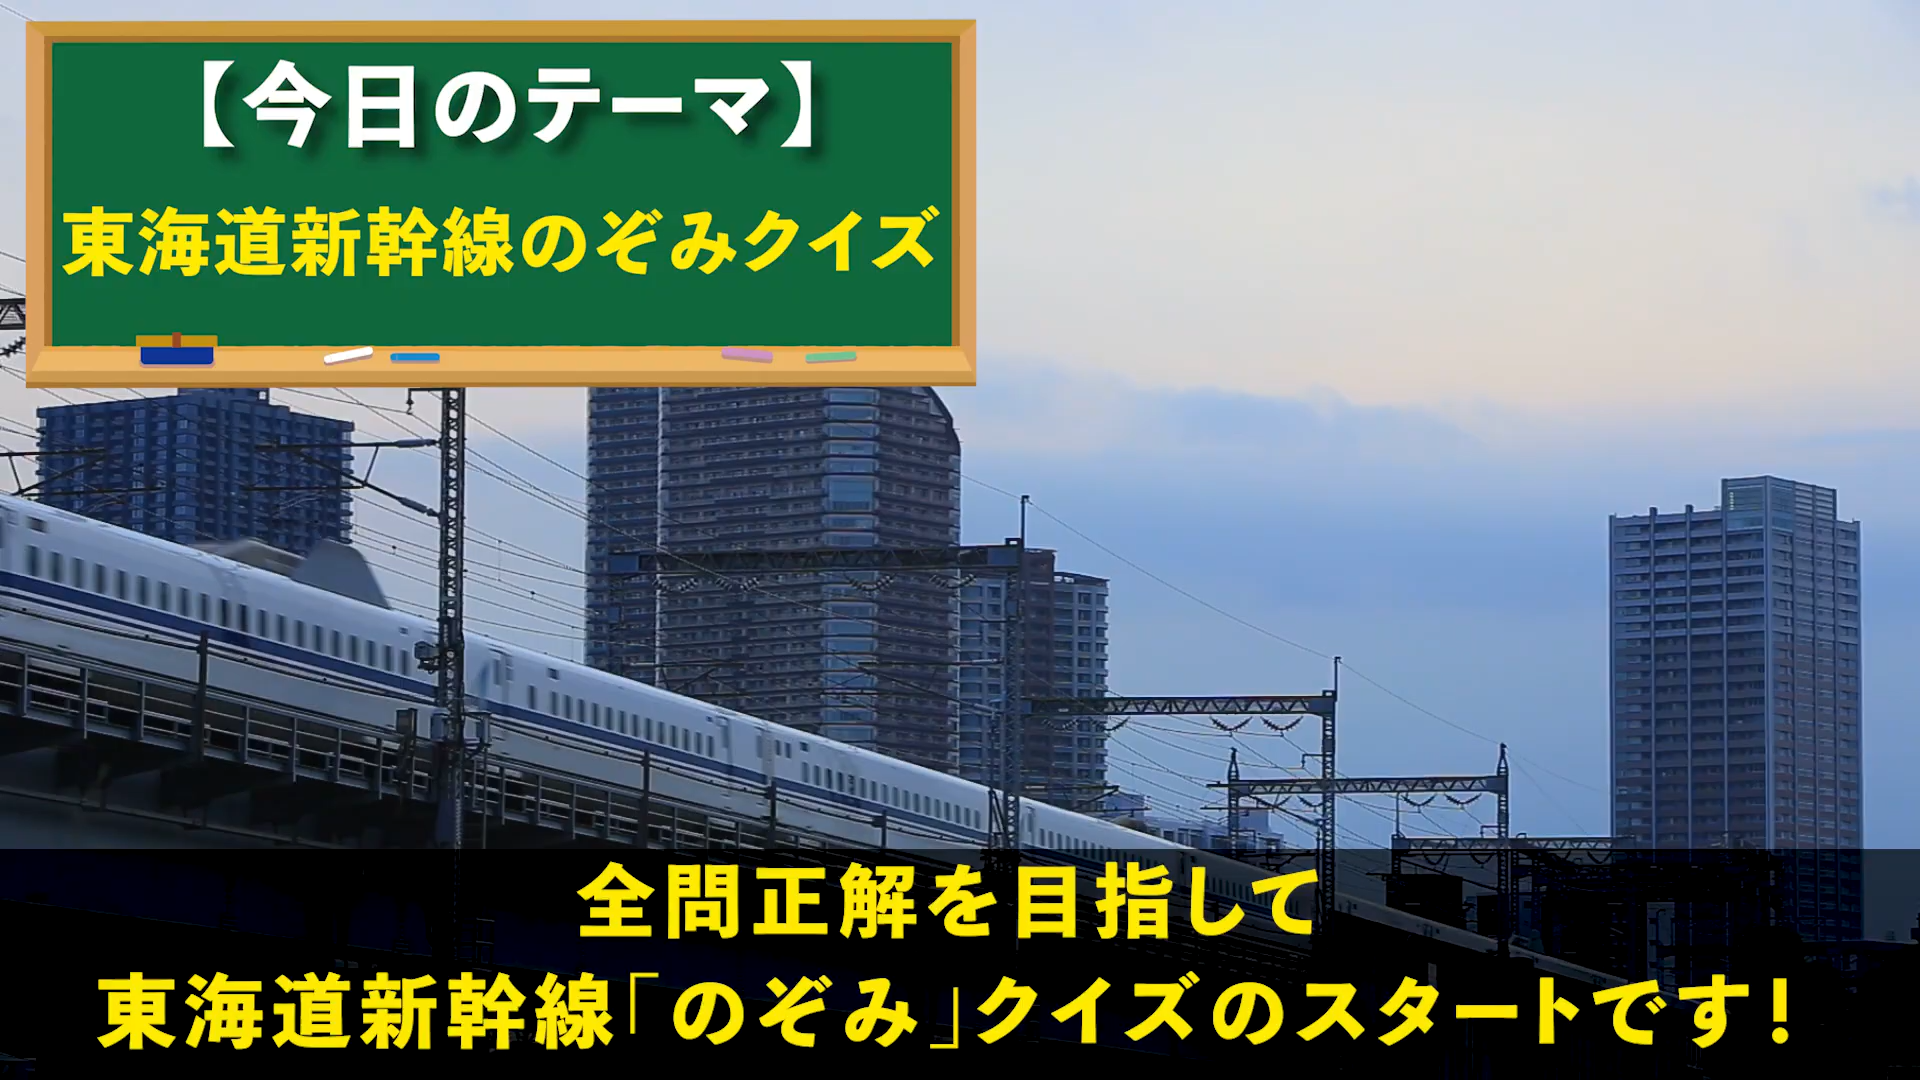 【今日のテーマ】
東海道新幹線のぞみクイズ
全問正解を目指して
東海道新幹線「のぞみ」クイズのスタートです！